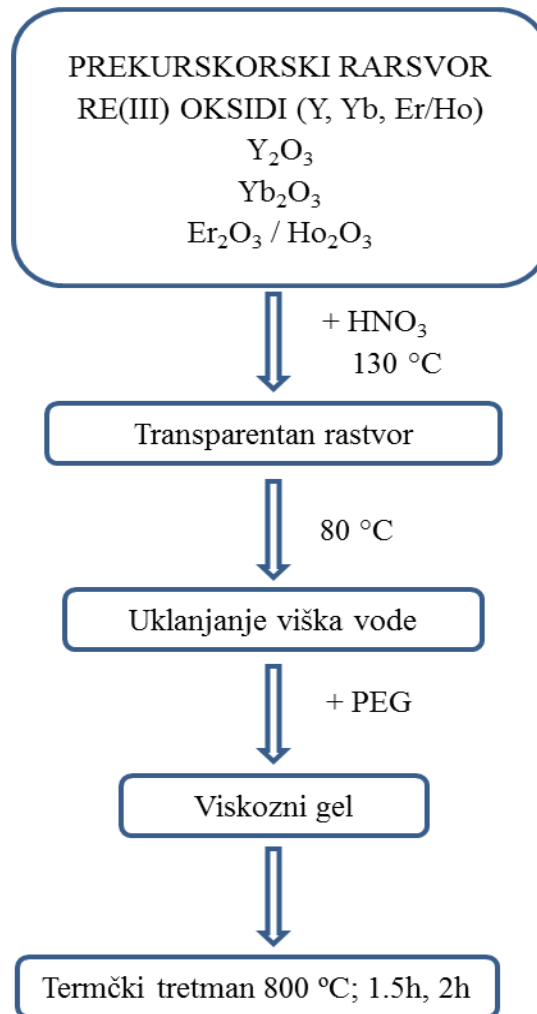 PREKURSKORSKI RARSVOR
RE(III) OKSIDI (Y, Yb, Er/Ho)
Y₂O₃
Yb₂O₃
Er₂O₃ / Ho₂O₃
+ HNO₃
130 °C
Transparentan rastvor
80 °C
Uklanjanje viška vode
+ PEG
Viskozni gel
Termčki tretman 800 ºC; 1.5h, 2h